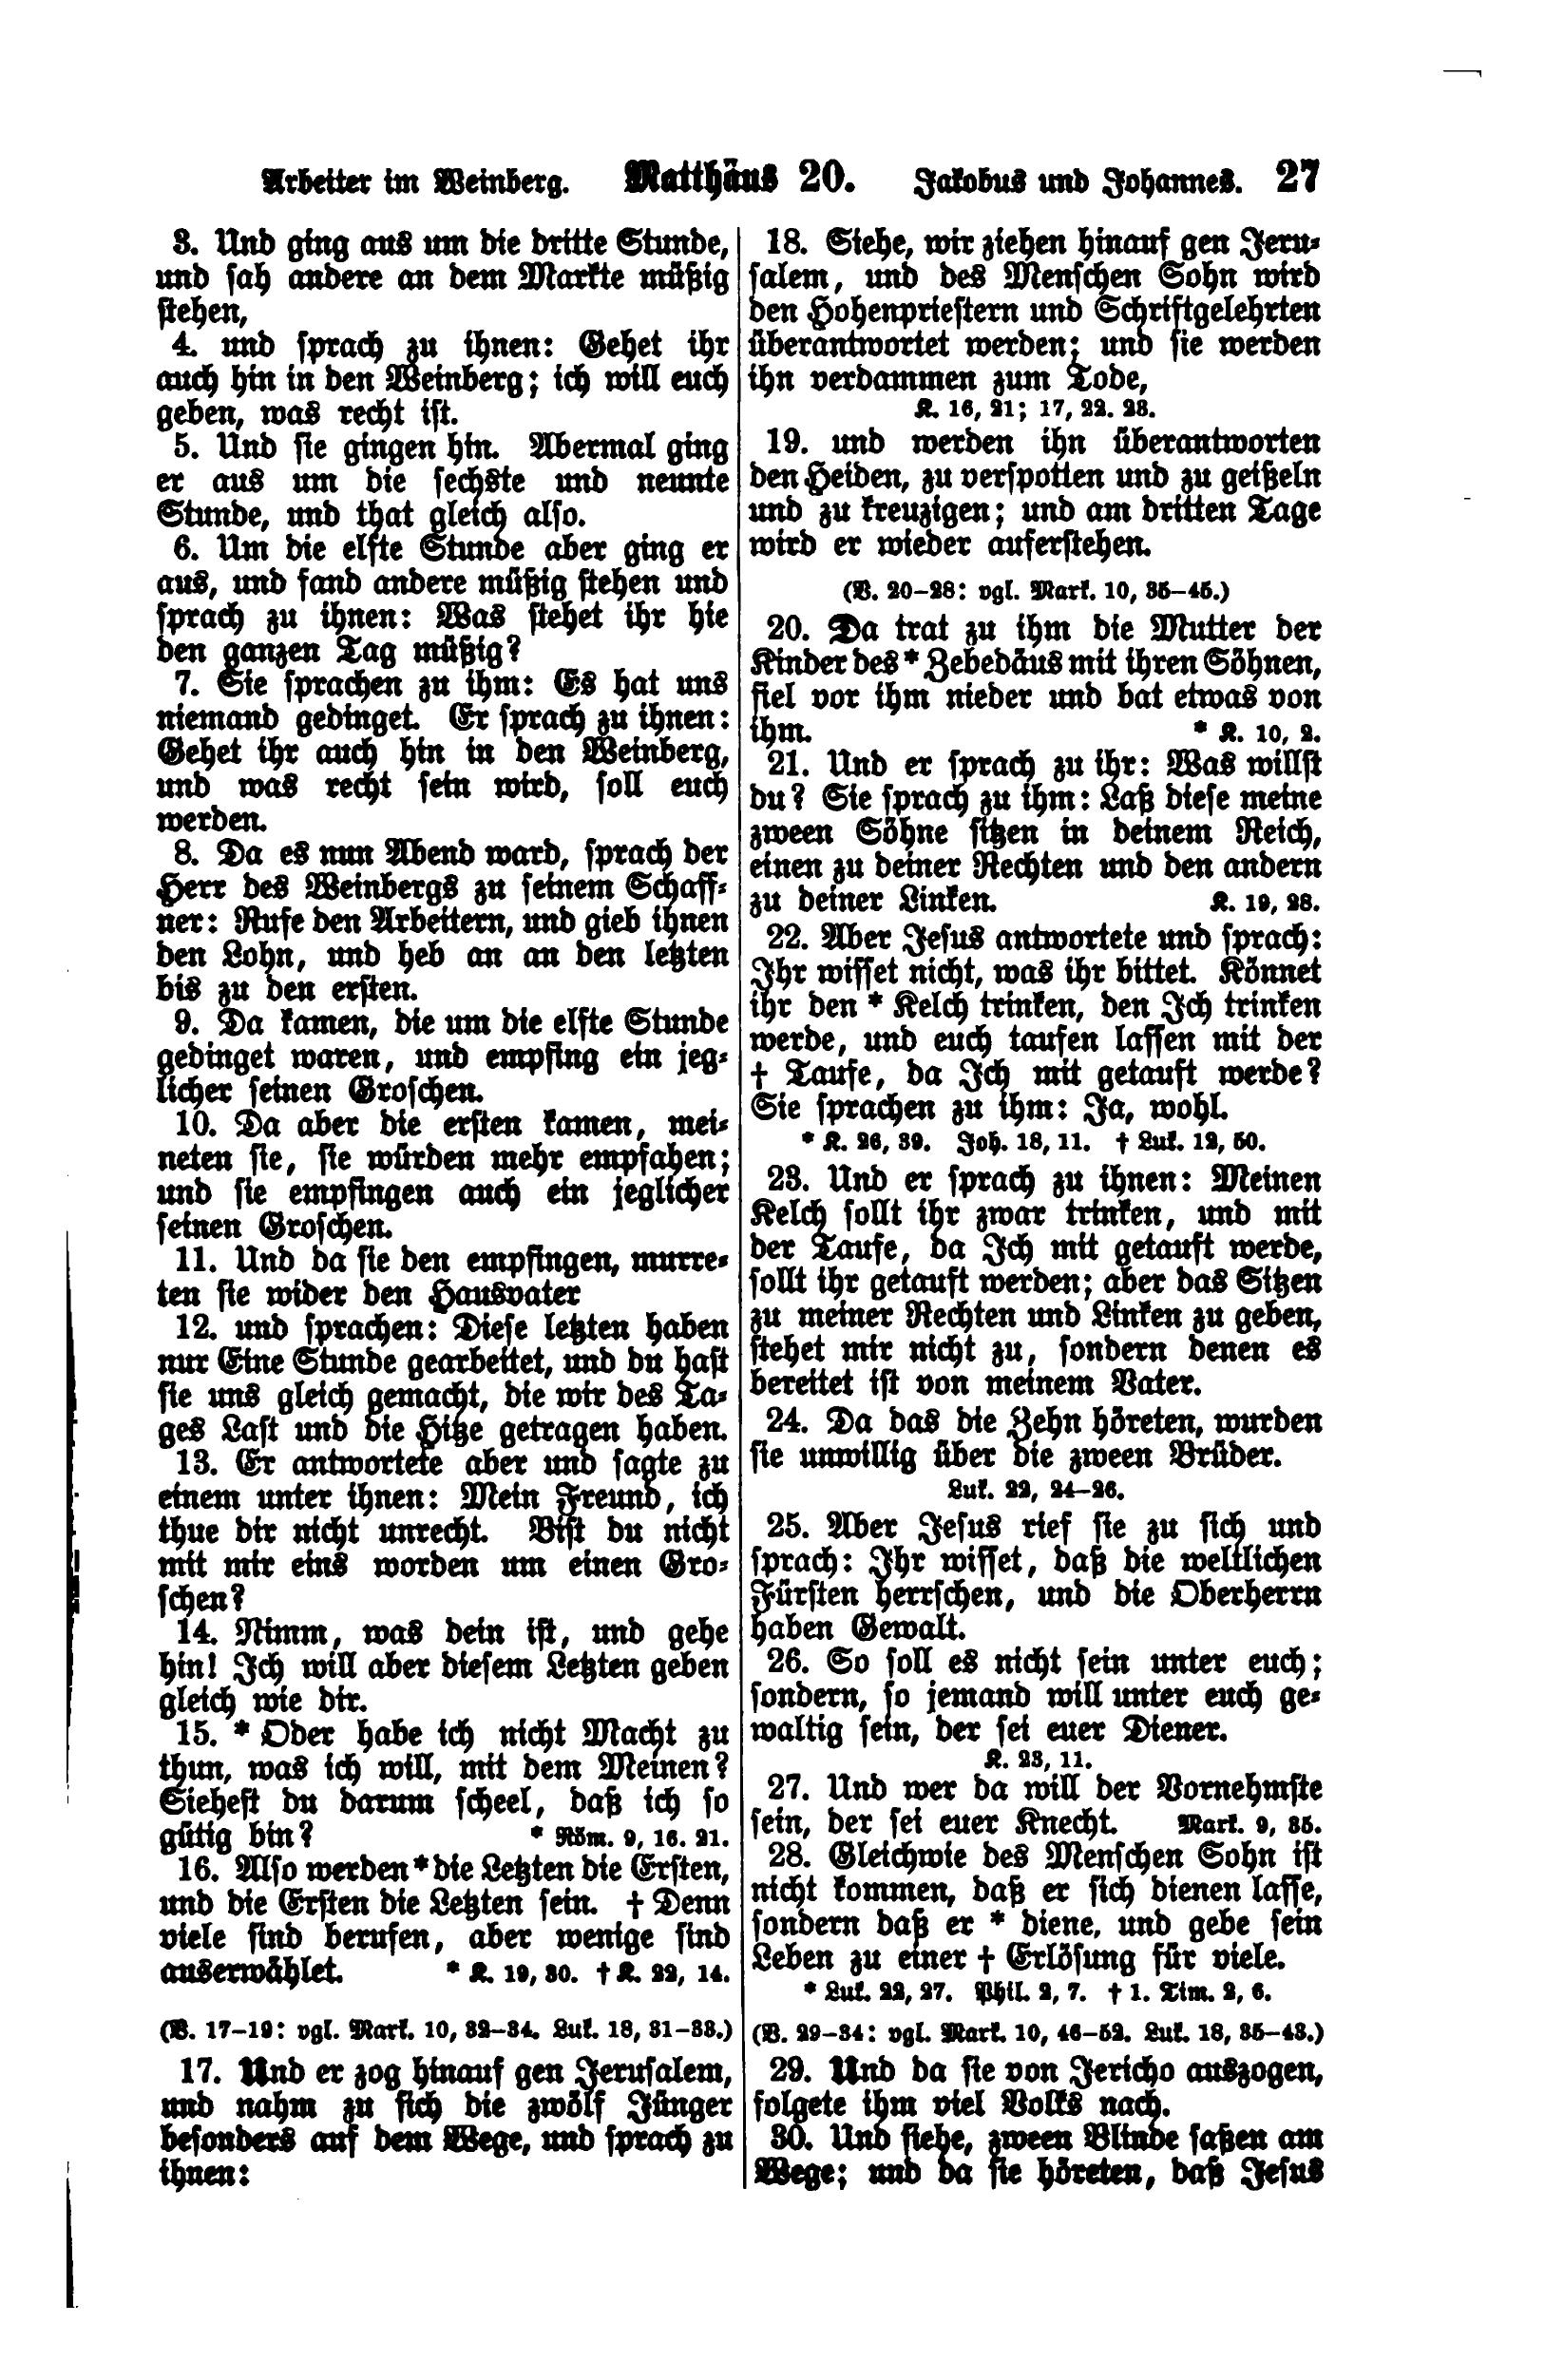 Arbeiter im Weinberg. Matthäus 20. Jakobus und Johannes. 27
3. Und ging aus um die dritte Stunde,
und sah andere an dem Markte müßig
stehen,
4. und sprach zu ihnen: Gehet ihr
auch hin in den Weinberg; ich will euch
geben, was recht ist.
5. Und sie gingen hin. Abermal ging
er aus um die sechste und neunte
Stunde, und that gleich also.
6. Um die elfte Stunde aber ging er
aus, und fand andere müßig stehen und
sprach zu ihnen: Was stehet ihr hie
den ganzen Tag müßig?
7. Sie sprachen zu ihm: Es hat uns
niemand gedinget. Er sprach zu ihnen:
Gehet ihr auch hin in den Weinberg,
und was recht sein wird, soll euch
werden.
8. Da es nun Abend ward, sprach der
Herr des Weinbergs zu seinem Schaff-
ner: Rufe den Arbeitern, und gieb ihnen
den Lohn, und heb an an den letzten
bis zu den ersten.
9. Da kamen, die um die elfte Stunde
gedinget waren, und empfing ein jeg-
licher seinen Groschen.
10. Da aber die ersten kamen, mei-
neten sie, sie würden mehr empfahen;
und sie empfingen auch ein jeglicher
seinen Groschen.
11. Und da sie den empfingen, murre-
ten sie wider den Hausvater
12. und sprachen: Diese letzten haben
nur Eine Stunde gearbeitet, und du hast
sie uns gleich gemacht, die wir des Ta-
ges Last und die Hitze getragen haben.
13. Er antwortete aber und sagte zu
einem unter ihnen: Mein Freund, ich
thue dir nicht unrecht. Bist du nicht
mit mir eins worden um einen Gro-
schen?
14. Nimm, was dein ist, und gehe
hin! Ich will aber diesem Letzten geben
gleich wie dir.
15. * Oder habe ich nicht Macht zu
thun, was ich will, mit dem Meinen?
Siehest du darum scheel, daß ich so
gütig bin? * Röm. 9, 16. 21.
16. Also werden * die Letzten die Ersten,
und die Ersten die Letzten sein. † Denn
viele sind berufen, aber wenige sind
auserwählet. * K. 19, 30. † K. 22, 14.
(V. 17–19: vgl. Mark. 10, 32–34. Luk. 18, 31–33.)
17. Und er zog hinauf gen Jerusalem,
und nahm zu sich die zwölf Jünger
besonders auf dem Wege, und sprach zu
ihnen:
18. Siehe, wir ziehen hinauf gen Jeru-
salem, und des Menschen Sohn wird
den Hohenpriestern und Schriftgelehrten
überantwortet werden; und sie werden
ihn verdammen zum Tode,
K. 16, 21; 17, 22. 23.
19. und werden ihn überantworten
den Heiden, zu verspotten und zu geißeln
und zu kreuzigen; und am dritten Tage
wird er wieder auferstehen.
(V. 20–28: vgl. Mark. 10, 35–45.)
20. Da trat zu ihm die Mutter der
Kinder des * Zebedäus mit ihren Söhnen,
fiel vor ihm nieder und bat etwas von
ihm. * K. 10, 2.
21. Und er sprach zu ihr: Was willst
du? Sie sprach zu ihm: Laß diese meine
zween Söhne sitzen in deinem Reich,
einen zu deiner Rechten und den andern
zu deiner Linken. K. 19, 28.
22. Aber Jesus antwortete und sprach:
Ihr wisset nicht, was ihr bittet. Könnet
ihr den * Kelch trinken, den Ich trinken
werde, und euch taufen lassen mit der
† Taufe, da Ich mit getauft werde?
Sie sprachen zu ihm: Ja, wohl.
* K. 26, 39. Joh. 18, 11. † Luk. 12, 50.
23. Und er sprach zu ihnen: Meinen
Kelch sollt ihr zwar trinken, und mit
der Taufe, da Ich mit getauft werde,
sollt ihr getauft werden; aber das Sitzen
zu meiner Rechten und Linken zu geben,
stehet mir nicht zu, sondern denen es
bereitet ist von meinem Vater.
24. Da das die Zehn höreten, wurden
sie unwillig über die zween Brüder.
Luk. 22, 24–26.
25. Aber Jesus rief sie zu sich und
sprach: Ihr wisset, daß die weltlichen
Fürsten herrschen, und die Oberherrn
haben Gewalt.
26. So soll es nicht sein unter euch;
sondern, so jemand will unter euch ge-
waltig sein, der sei euer Diener.
K. 23, 11.
27. Und wer da will der Vornehmste
sein, der sei euer Knecht. Mark. 9, 35.
28. Gleichwie des Menschen Sohn ist
nicht kommen, daß er sich dienen lasse,
sondern daß er * diene, und gebe sein
Leben zu einer † Erlösung für viele.
* Luk. 22, 27. Phil. 2, 7. † 1. Tim. 2, 6.
(V. 29–34: vgl. Mark. 10, 46–52. Luk. 18, 35–43.)
29. Und da sie von Jericho auszogen,
folgete ihm viel Volks nach.
30. Und siehe, zween Blinde saßen am
Wege; und da sie höreten, daß Jesus